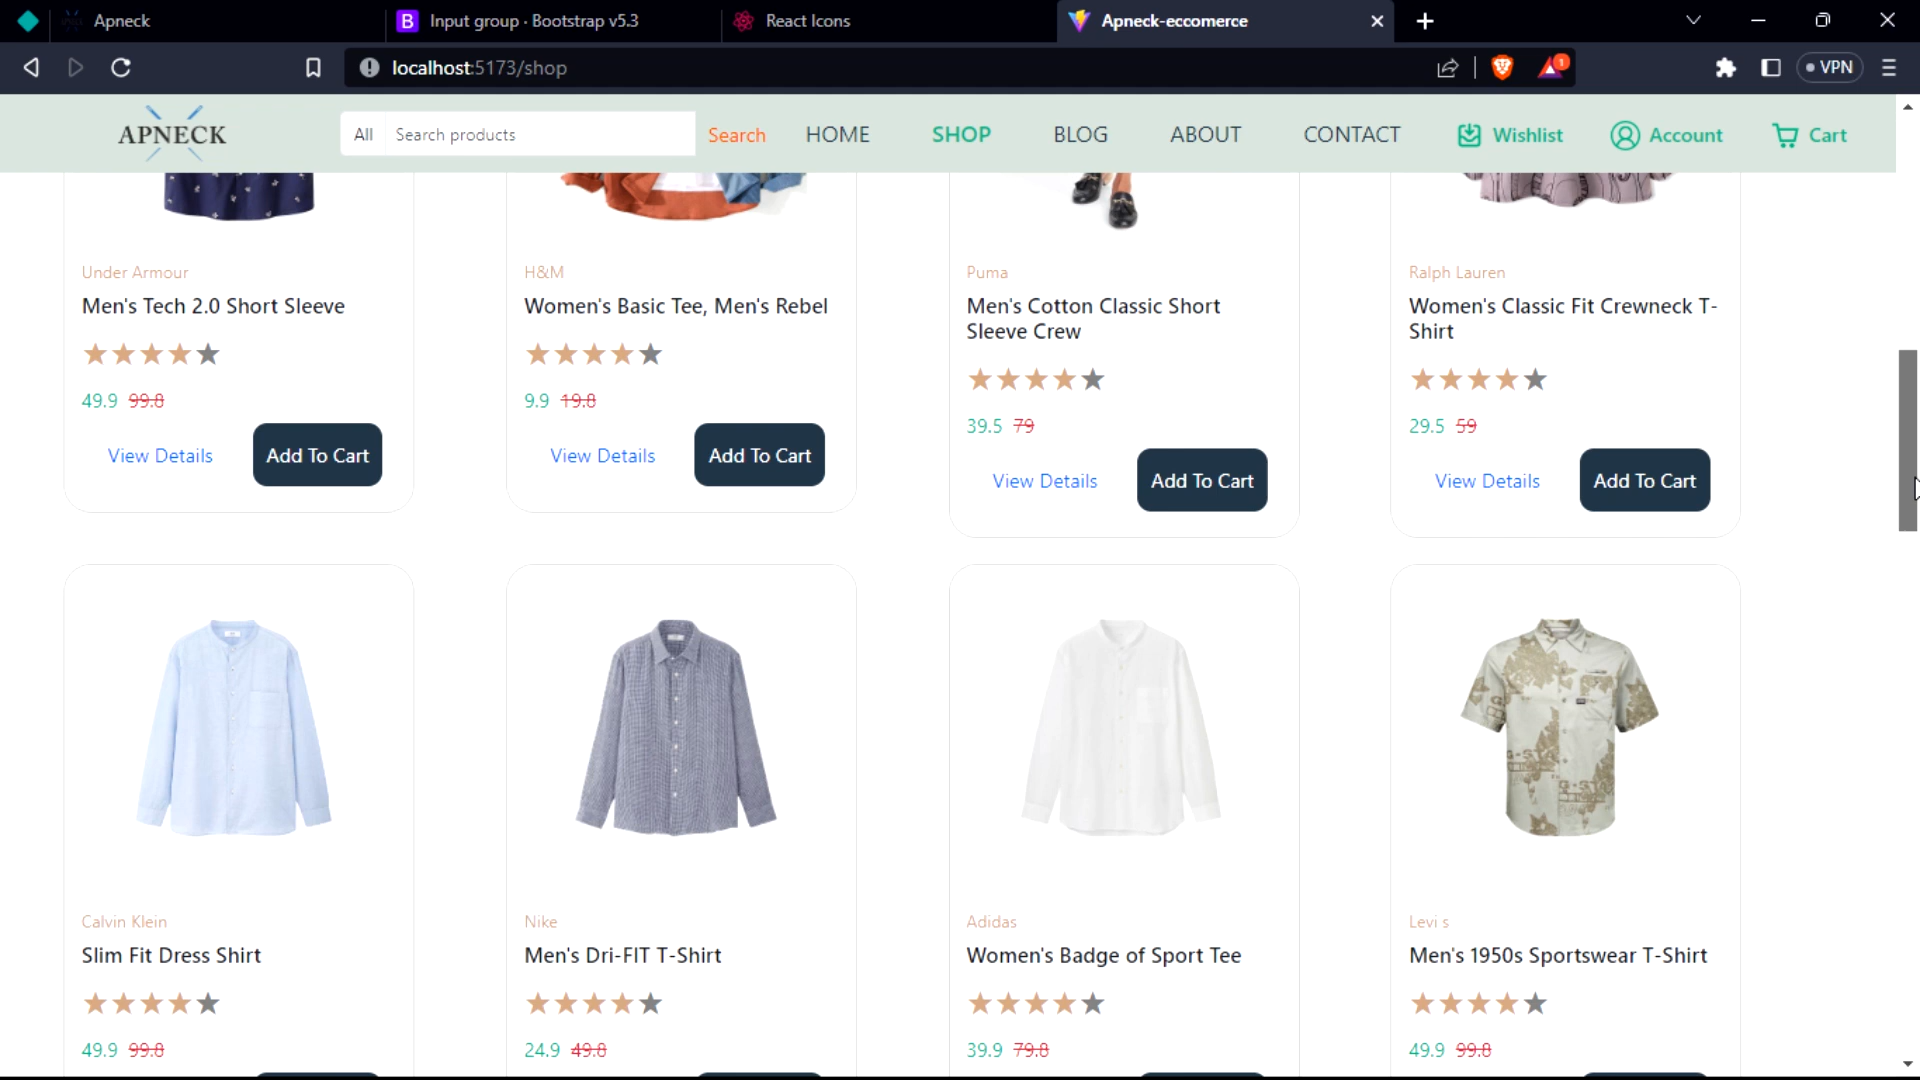 Apneck
Input group · Bootstrap v5.3
React Icons
Apneck-eccomerce
localhost:5173/shop
1
VPN
APNECK
All
Search products
Search
HOME
SHOP
BLOG
ABOUT
CONTACT
Wishlist
Account
Cart
Under Armour
Men's Tech 2.0 Short Sleeve
49.9 99.8
View Details
Add To Cart
H&M
Women's Basic Tee, Men's Rebel
9.9 19.8
View Details
Add To Cart
Puma
Men's Cotton Classic Short
Sleeve Crew
39.5 79
View Details
Add To Cart
Ralph Lauren
Women's Classic Fit Crewneck T-
Shirt
29.5 59
View Details
Add To Cart
Calvin Klein
Slim Fit Dress Shirt
49.9 99.8
Nike
Men's Dri-FIT T-Shirt
24.9 49.8
Adidas
Women's Badge of Sport Tee
39.9 79.8
Levi s
Men's 1950s Sportswear T-Shirt
49.9 99.8